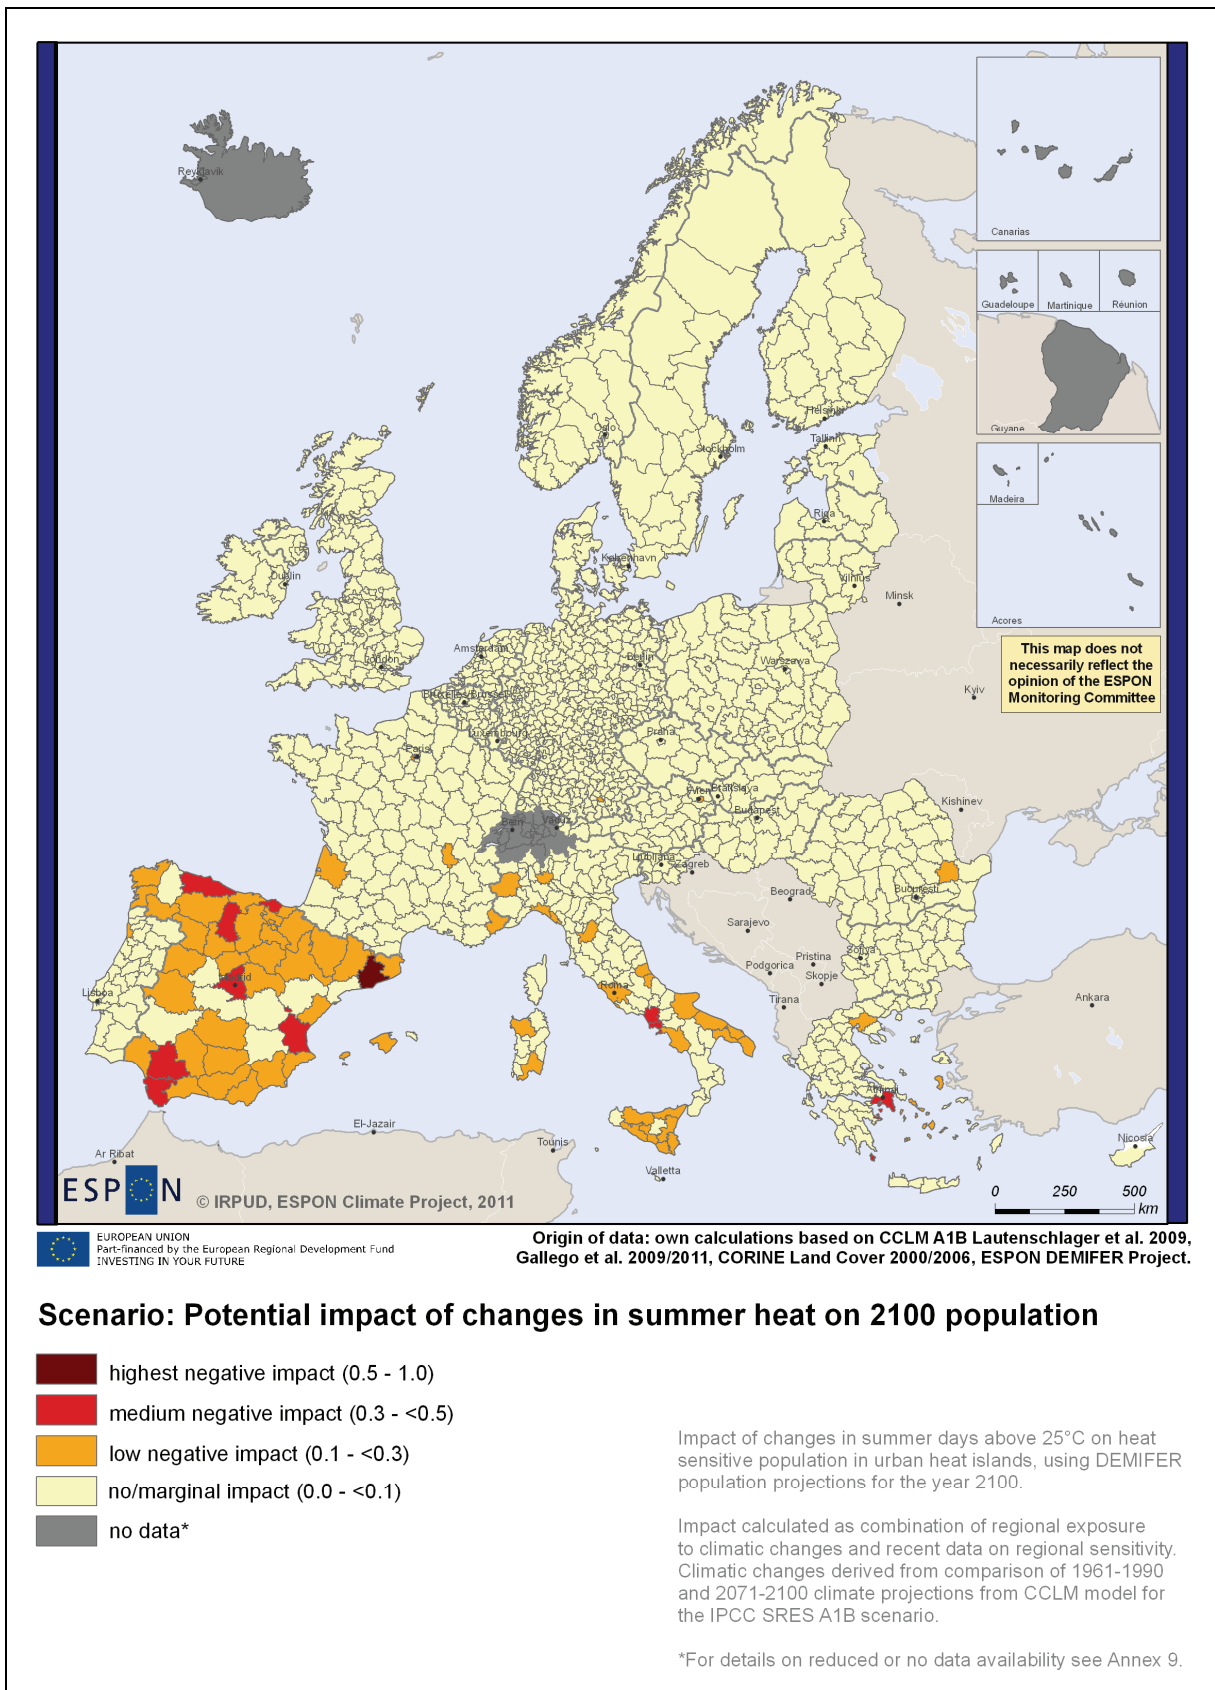 Reykjavik
Canarias
Guadeloupe
Martinique
Réunion
Guyane
Helsinki
Oslo
Tallinn
Stockholm
Madeira
Riga
København
Dublin
Vilnius
Minsk
Acores
This map does not
necessarily reflect the
opinion of the ESPON
Monitoring Committee
Amsterdam
London
Berlin
Warszawa
Kyiv
Bruxelles/Brussel
Luxembourg
Praha
Paris
Wien
Bratislava
Budapest
Kishinev
Bern
Vaduz
Ljubljana
Zagreb
Bucuresti
Beograd
Sarajevo
Sofiya
Pristina
Podgorica
Skopje
Madrid
Lisboa
Roma
Tirana
Ankara
Athinai
El-Jazair
Tounis
Nicosia
Ar Ribat
Valletta
ESPON
© IRPUD, ESPON Climate Project, 2011
0 250 500
km
EUROPEAN UNION
Part-financed by the European Regional Development Fund
INVESTING IN YOUR FUTURE
Origin of data: own calculations based on CCLM A1B Lautenschlager et al. 2009,
Gallego et al. 2009/2011, CORINE Land Cover 2000/2006, ESPON DEMIFER Project.
Scenario: Potential impact of changes in summer heat on 2100 population
highest negative impact (0.5 - 1.0)
medium negative impact (0.3 - <0.5)
low negative impact (0.1 - <0.3)
no/marginal impact (0.0 - <0.1)
no data*
Impact of changes in summer days above 25°C on heat
sensitive population in urban heat islands, using DEMIFER
population projections for the year 2100.
Impact calculated as combination of regional exposure
to climatic changes and recent data on regional sensitivity.
Climatic changes derived from comparison of 1961-1990
and 2071-2100 climate projections from CCLM model for
the IPCC SRES A1B scenario.
*For details on reduced or no data availability see Annex 9.